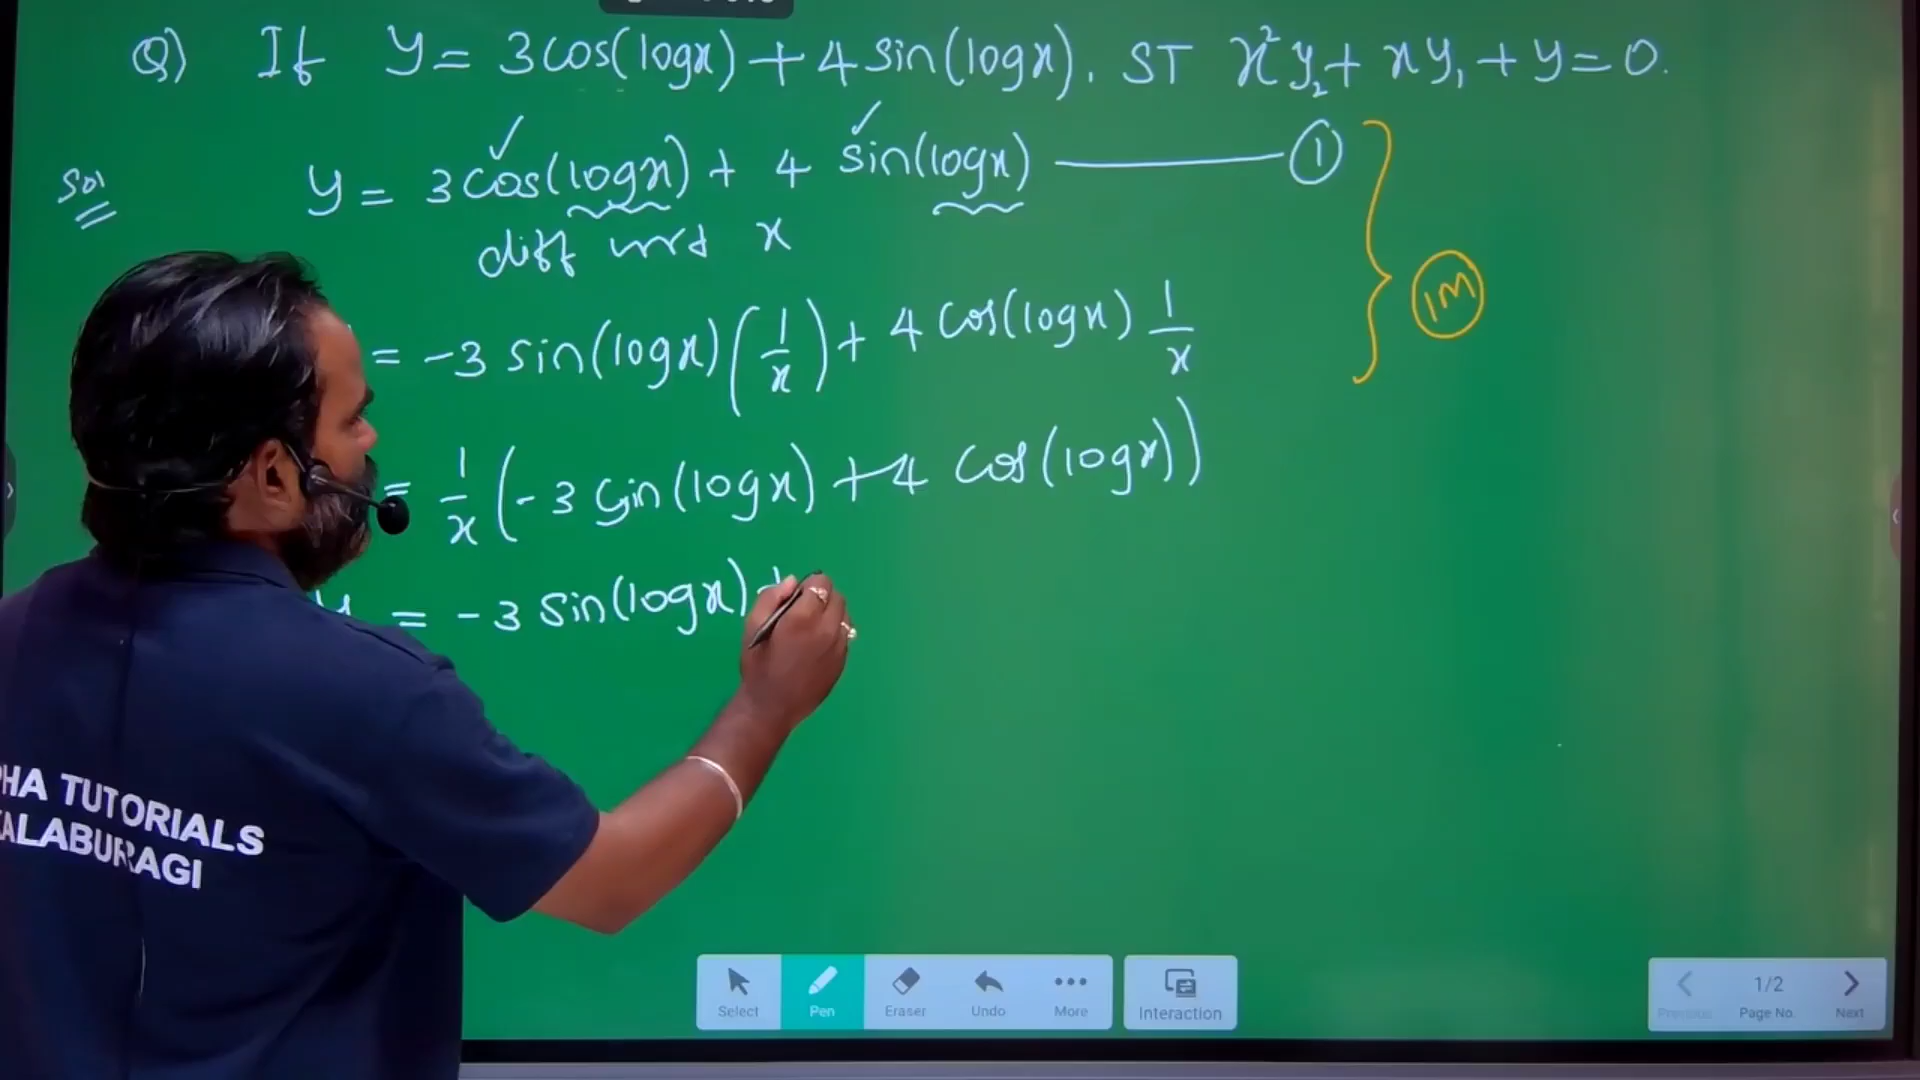 Q) If y = 3cos(logx) + 4sin(logx). ST x²y₂ + xy₁ + y = 0.
Sol
y = 3cos(logx) + 4 sin(logx) ——— ①
diff wrt x
= -3 sin(logx) (1/x) + 4 cos(logx) 1/x
1M
= 1/x (-3 sin(logx) + 4 cos(logx))
= -3 sin(logx) +
HA TUTORIALS
KALABURAGI
Select Pen Eraser Undo More Interaction
1/2
Previous Page No. Next